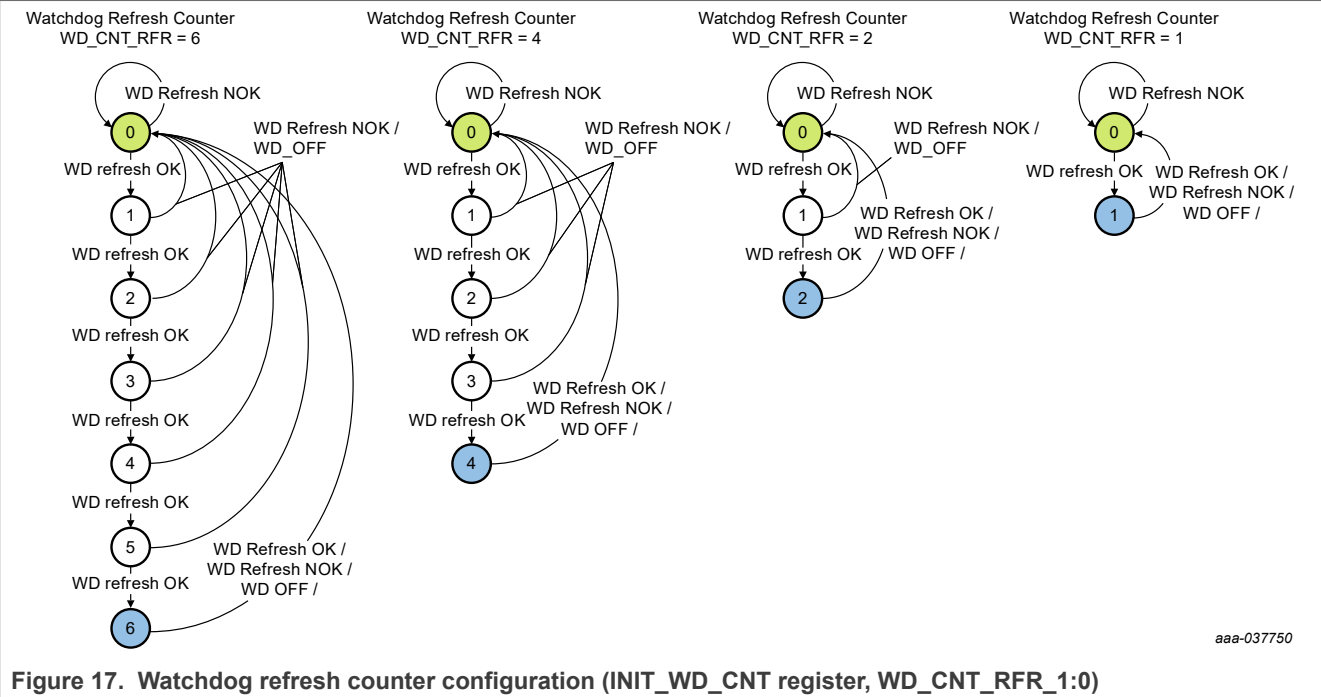 Watchdog Refresh Counter
WD_CNT_RFR = 6
WD Refresh NOK
0
WD Refresh NOK /
WD_OFF
WD refresh OK
1
WD refresh OK
2
WD refresh OK
3
WD refresh OK
4
WD refresh OK
5
WD Refresh OK /
WD Refresh NOK /
WD OFF /
WD refresh OK
6
Watchdog Refresh Counter
WD_CNT_RFR = 4
WD Refresh NOK
0
WD Refresh NOK /
WD_OFF
WD refresh OK
1
WD refresh OK
2
WD refresh OK
3
WD Refresh OK /
WD Refresh NOK /
WD OFF /
WD refresh OK
4
Watchdog Refresh Counter
WD_CNT_RFR = 2
WD Refresh NOK
0
WD Refresh NOK /
WD_OFF
WD refresh OK
1
WD Refresh OK /
WD Refresh NOK /
WD OFF /
WD refresh OK
2
Watchdog Refresh Counter
WD_CNT_RFR = 1
WD Refresh NOK
0
WD refresh OK
WD Refresh OK /
WD Refresh NOK /
WD OFF /
1
aaa-037750
Figure 17. Watchdog refresh counter configuration (INIT_WD_CNT register, WD_CNT_RFR_1:0)